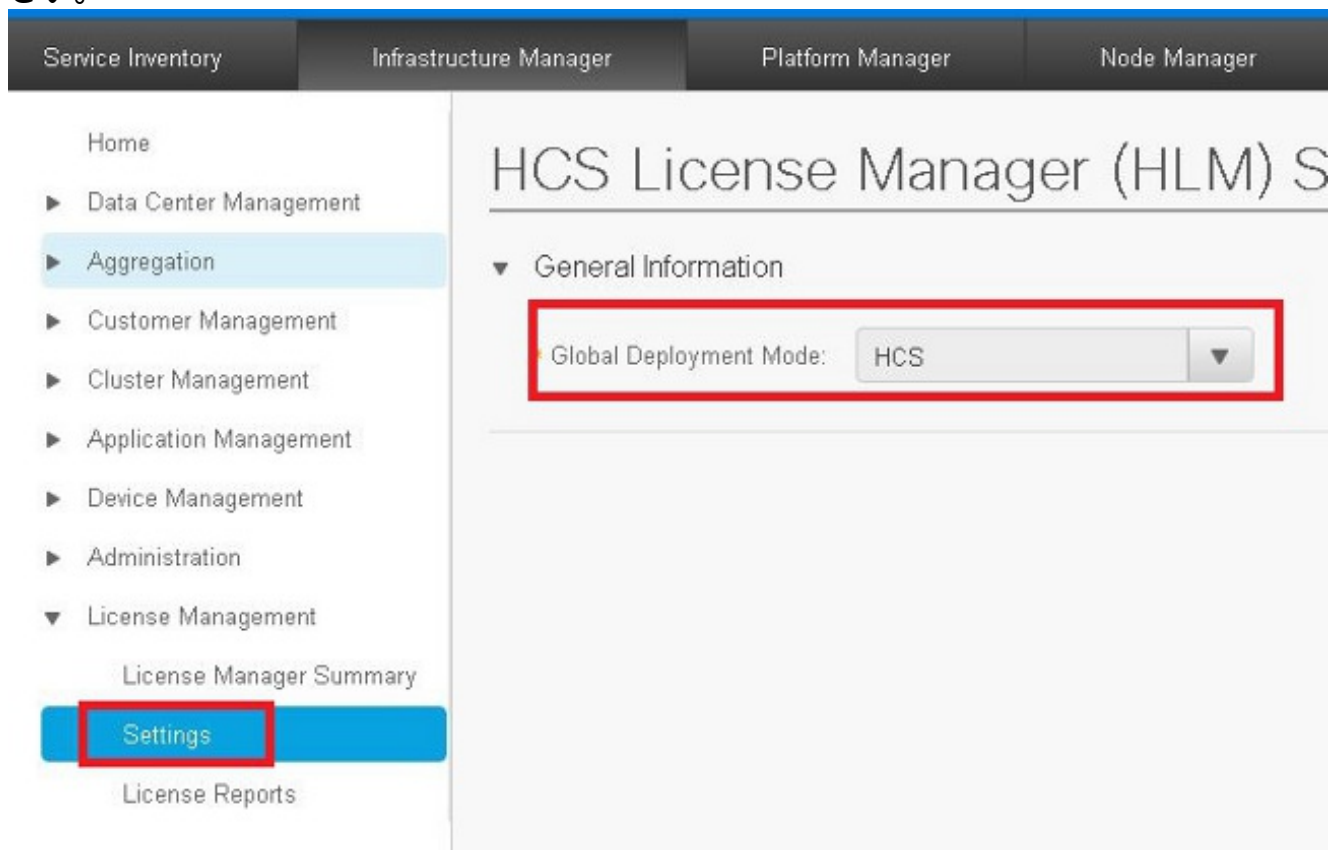 さい。
Service Inventory Infrastructure Manager Platform Manager Node Manager
Home
Data Center Management
Aggregation
Customer Management
Cluster Management
Application Management
Device Management
Administration
License Management
License Manager Summary
Settings
License Reports
HCS License Manager (HLM) S
General Information
Global Deployment Mode: HCS